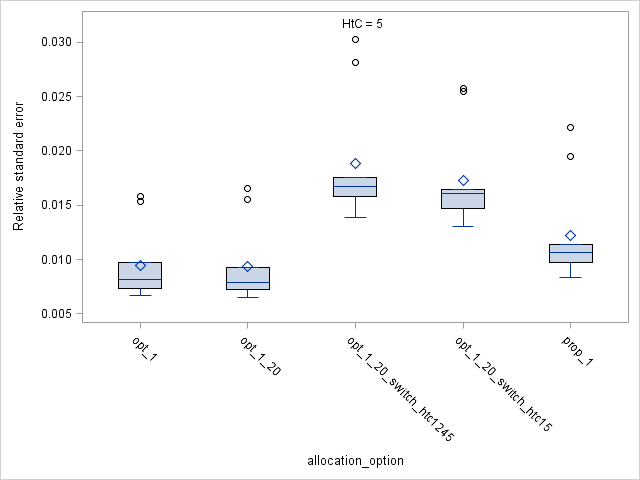 HtC = 5
Relative standard error
0.030
0.025
0.020
0.015
0.010
0.005
opt_1
opt_1_20
opt_1_20_switch_htc1245
opt_1_20_switch_htc15
prop_1
allocation_option